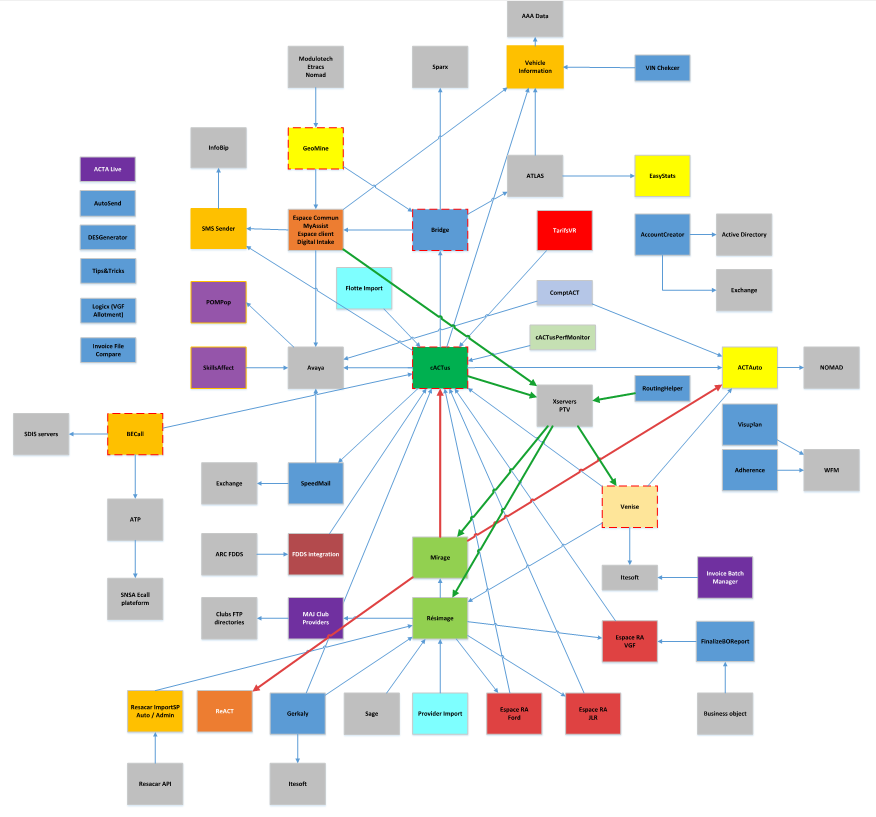 AAA Data
Modulotech
Etracs
Nomad
Sparx
Vehicle
Information
VIN Chekcer
InfoBip
GeoMine
ACTA Live
ATLAS
EasyStats
AutoSend
SMS Sender
Espace Commun
MyAssist
Espace client
Digital Intake
Bridge
TarifsVR
AccountCreator
Active Directory
DESGenerator
Tips&Tricks
Flotte Import
ComptACT
Exchange
POMPop
Logicx (VGF
Allotment)
cACTusPerfMonitor
Invoice File
Compare
SkillsAffect
Avaya
cACTus
ACTAuto
NOMAD
Xservers
PTV
RoutingHelper
SDIS servers
BECall
Visuplan
Adherence
WFM
Exchange
SpeedMail
Venise
ATP
ARC FDDS
FDDS integration
Mirage
Itesoft
Invoice Batch
Manager
SNSA Ecall
plateform
Clubs FTP
directories
MAJ Club
Providers
Résimage
Espace RA
VGF
FinalizeBOReport
Resacar ImportSP
Auto / Admin
ReACT
Gerkaly
Sage
Provider Import
Espace RA
Ford
Espace RA
JLR
Business object
Resacar API
Itesoft